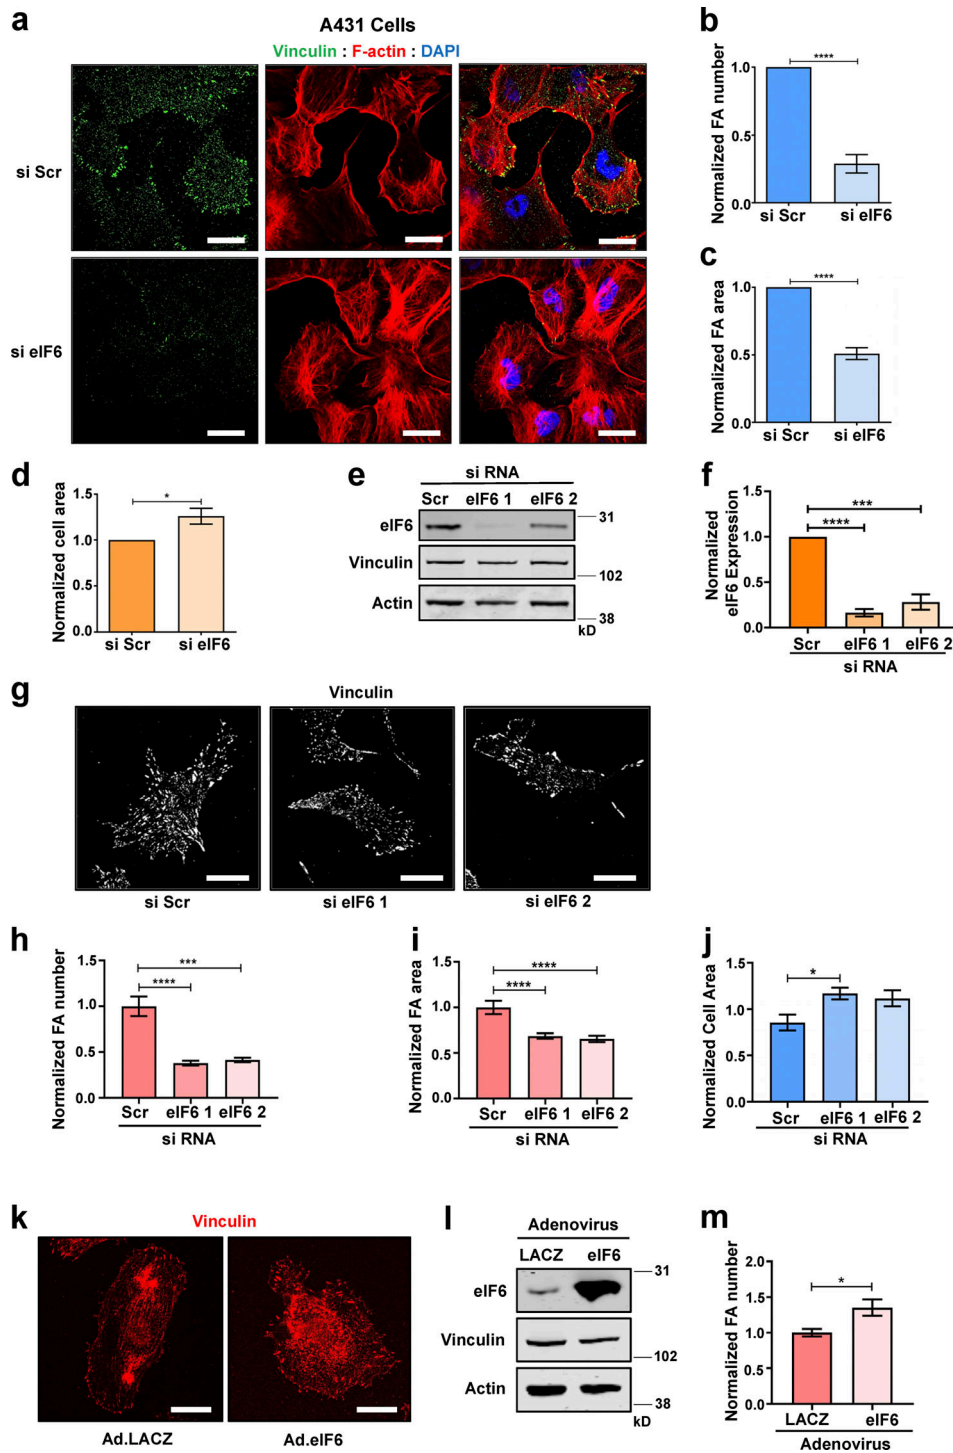 a
A431 Cells
Vinculin : F-actin : DAPI
si Scr
si eIF6
b
Normalized FA number
1.0
0.5
0.0
****
si Scr
si eIF6
c
Normalized FA area
1.0
0.5
0.0
****
si Scr
si eIF6
d
Normalized cell area
1.5
1.0
0.5
0.0
*
si Scr
si eIF6
e
si RNA
Scr eIF6 1 eIF6 2
eIF6
31
Vinculin
102
Actin
38
kD
f
Normalized
eIF6 Expression
1.5
1.0
0.5
0.0
***
****
Scr eIF6 1 eIF6 2
si RNA
g
Vinculin
si Scr
si eIF6 1
si eIF6 2
h
Normalized FA number
1.5
1.0
0.5
0.0
***
****
Scr eIF6 1 eIF6 2
si RNA
i
Normalized FA area
1.5
1.0
0.5
0.0
****
****
Scr eIF6 1 eIF6 2
si RNA
j
Normalized Cell Area
1.5
1.0
0.5
0.0
*
Scr eIF6 1 eIF6 2
si RNA
k
Vinculin
Ad.LACZ
Ad.eIF6
l
Adenovirus
LACZ eIF6
eIF6
31
Vinculin
102
Actin
38
kD
m
Normalized FA number
2.0
1.5
1.0
0.5
0.0
*
LACZ eIF6
Adenovirus